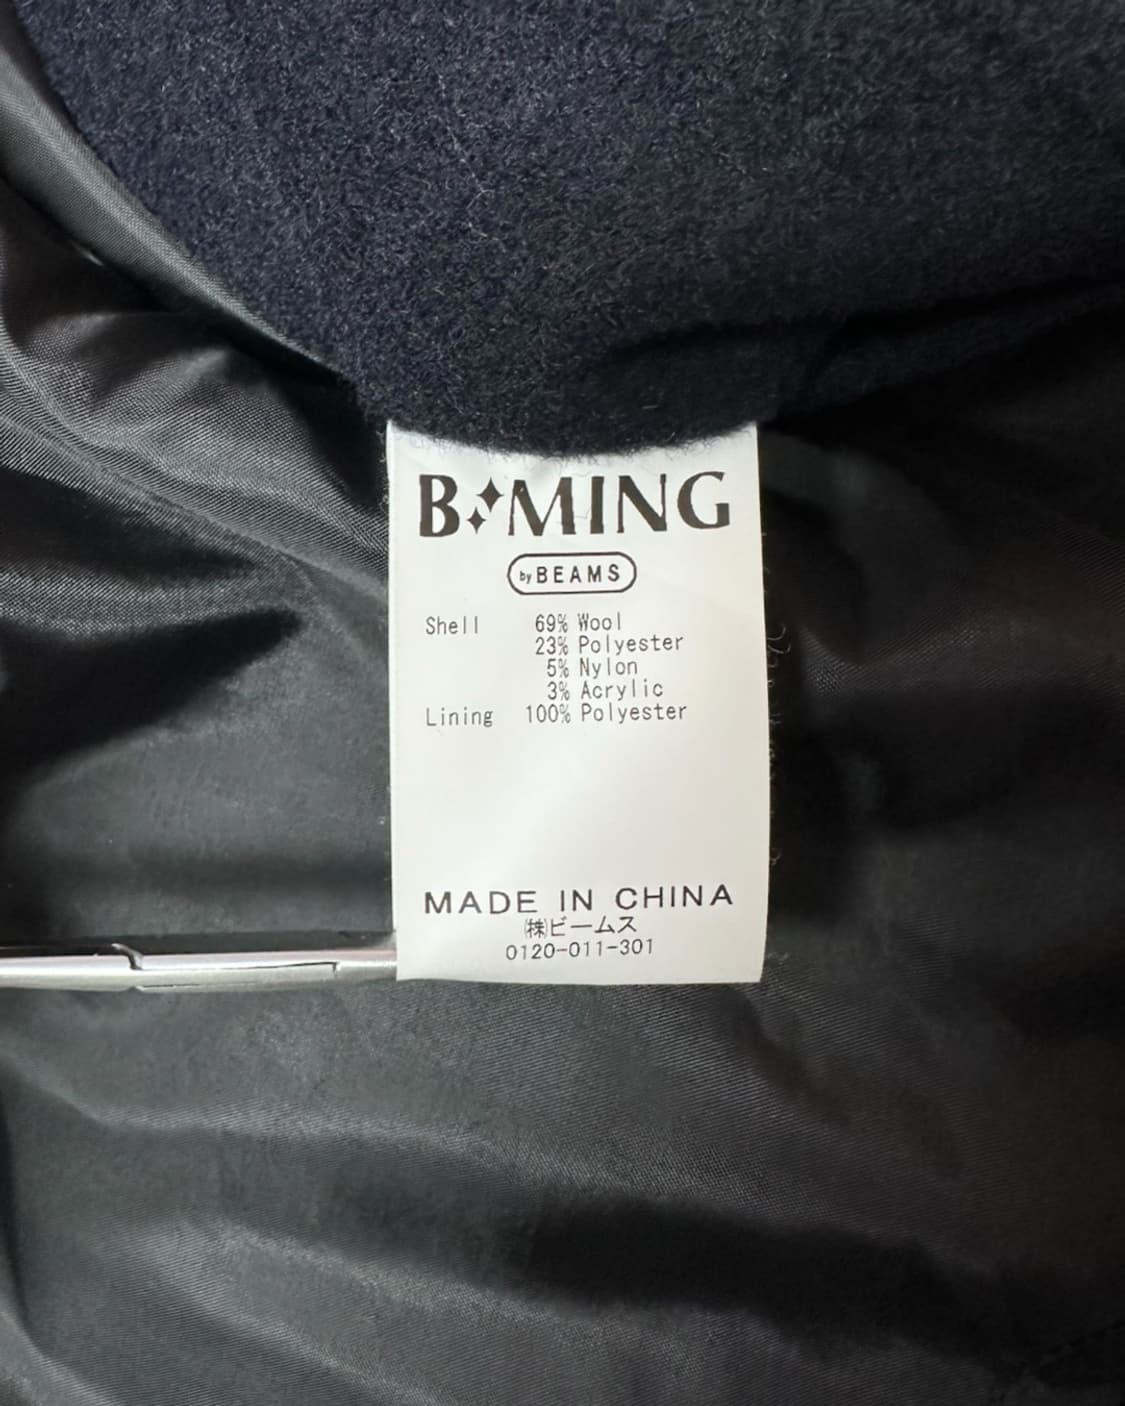 B:MING
by BEAMS
Shell 69% Wool
23% Polyester
5% Nylon
3% Acrylic
Lining 100% Polyester
MADE IN CHINA
㈱ビームス
0120-011-301